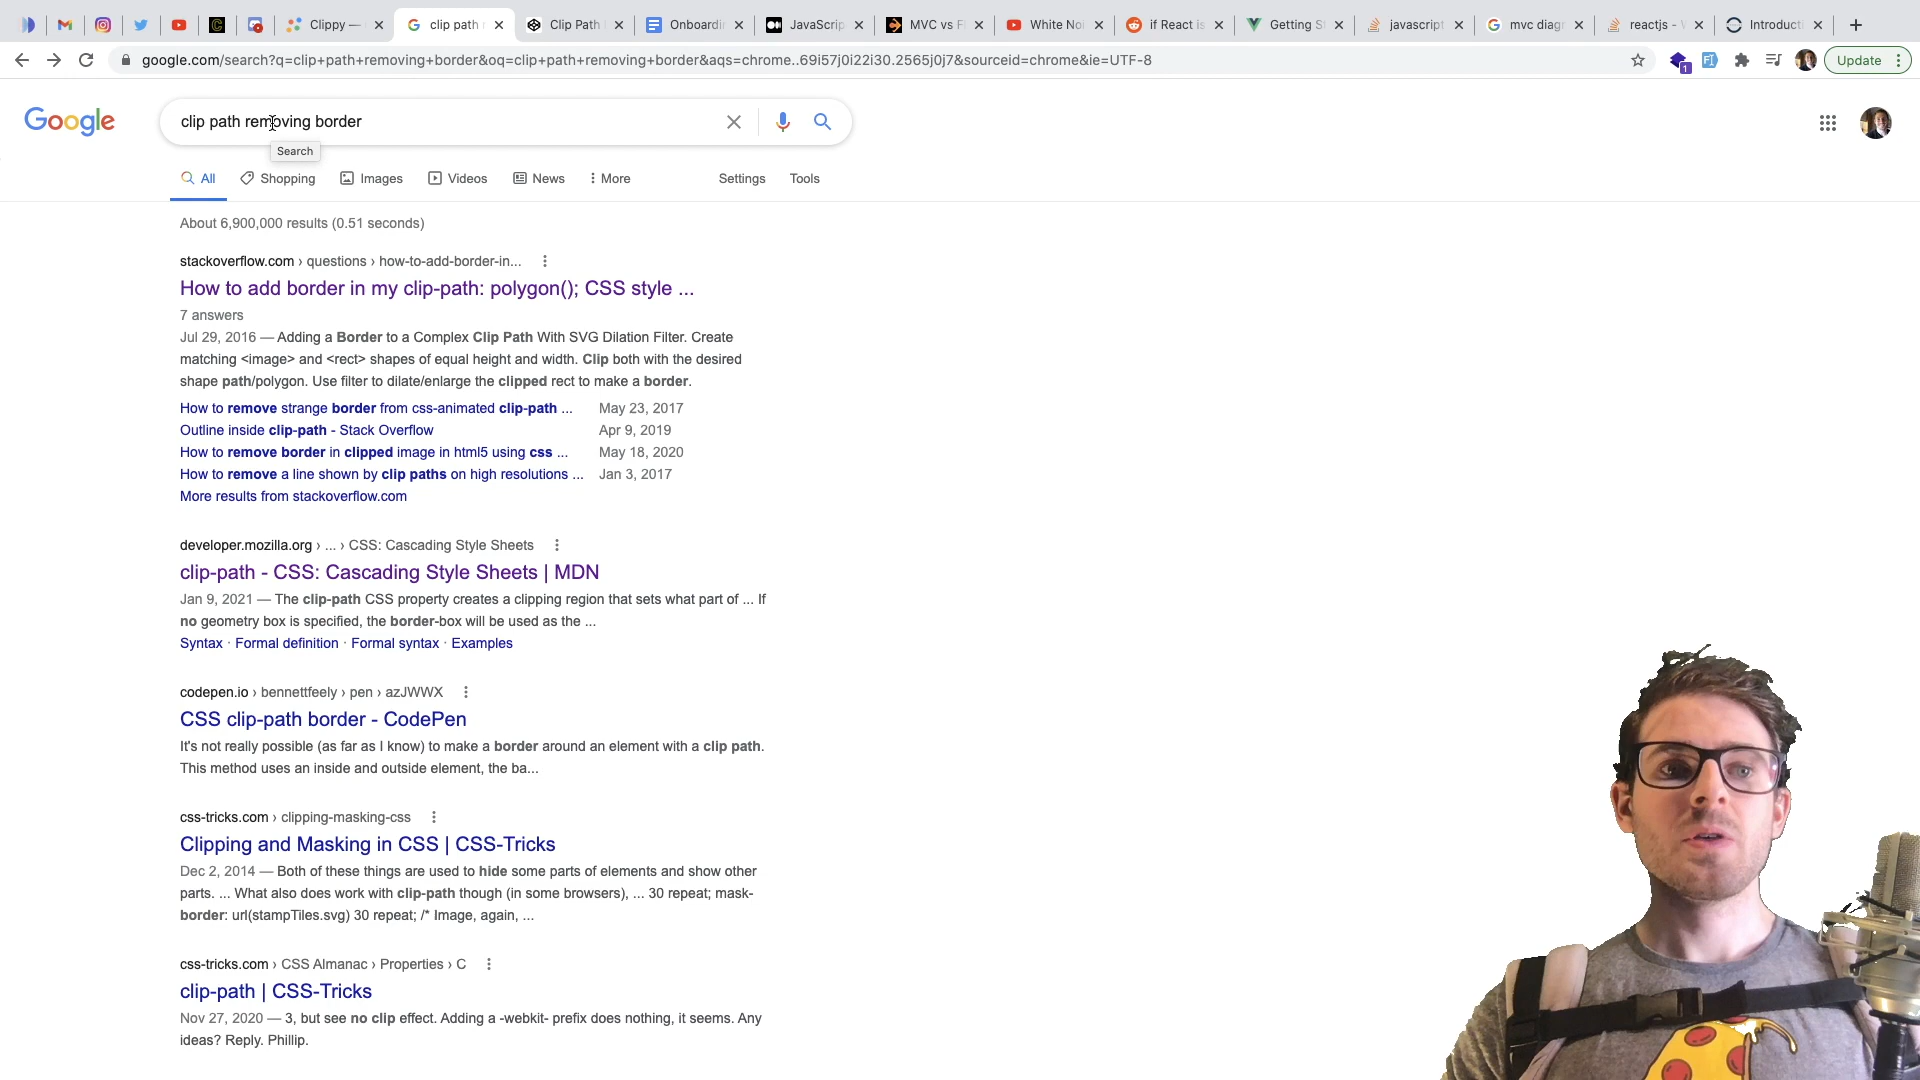 Clippy —
clip path
Clip Path
Onboardin
JavaScrip
MVC vs F
White Noi
if React is
Getting S
javascript
mvc diagr
reactjs -
Introducti
google.com/search?q=clip+path+removing+border&oq=clip+path+removing+border&aqs=chrome..69i57j0i22i30.2565j0j7&sourceid=chrome&ie=UTF-8
1
Update
Google
clip path removing border
Search
All
Shopping
Images
Videos
News
More
Settings
Tools
About 6,900,000 results (0.51 seconds)
stackoverflow.com › questions › how-to-add-border-in...
How to add border in my clip-path: polygon(); CSS style ...
7 answers
Jul 29, 2016 — Adding a Border to a Complex Clip Path With SVG Dilation Filter. Create
matching <image> and <rect> shapes of equal height and width. Clip both with the desired
shape path/polygon. Use filter to dilate/enlarge the clipped rect to make a border.
How to remove strange border from css-animated clip-path ... May 23, 2017
Outline inside clip-path - Stack Overflow Apr 9, 2019
How to remove border in clipped image in html5 using css ... May 18, 2020
How to remove a line shown by clip paths on high resolutions ... Jan 3, 2017
More results from stackoverflow.com
developer.mozilla.org › ... › CSS: Cascading Style Sheets
clip-path - CSS: Cascading Style Sheets | MDN
Jan 9, 2021 — The clip-path CSS property creates a clipping region that sets what part of ... If
no geometry box is specified, the border-box will be used as the ...
Syntax · Formal definition · Formal syntax · Examples
codepen.io › bennettfeely › pen › azJWWX
CSS clip-path border - CodePen
It's not really possible (as far as I know) to make a border around an element with a clip path.
This method uses an inside and outside element, the ba...
css-tricks.com › clipping-masking-css
Clipping and Masking in CSS | CSS-Tricks
Dec 2, 2014 — Both of these things are used to hide some parts of elements and show other
parts. ... What also does work with clip-path though (in some browsers), ... 30 repeat; mask-
border: url(stampTiles.svg) 30 repeat; /* Image, again, ...
css-tricks.com › CSS Almanac › Properties › C
clip-path | CSS-Tricks
Nov 27, 2020 — 3, but see no clip effect. Adding a -webkit- prefix does nothing, it seems. Any
ideas? Reply. Phillip.